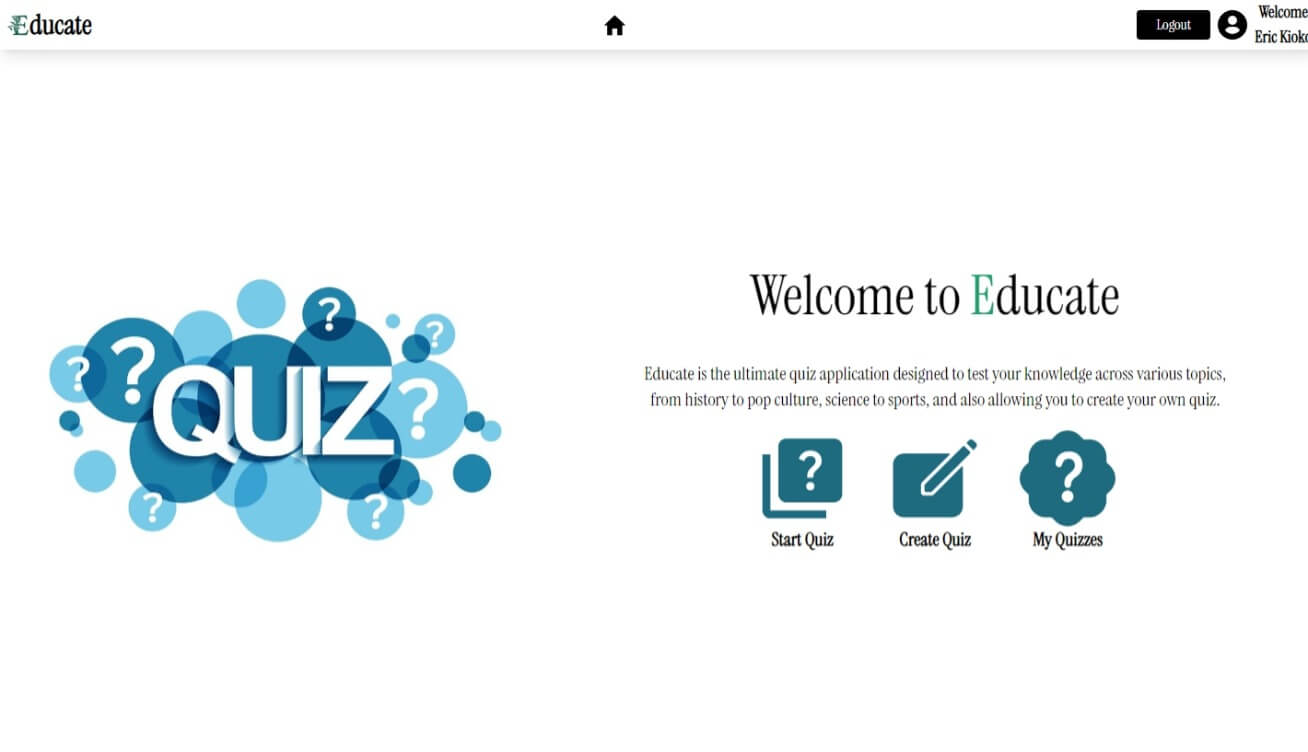 Educate
Logout
Welcome
Eric Kioko
Welcome to Educate
Educate is the ultimate quiz application designed to test your knowledge across various topics,
from history to pop culture, science to sports, and also allowing you to create your own quiz.
? ? ? ? ? ? ?
QUIZ
? ? ?
Start Quiz
Create Quiz
My Quizzes